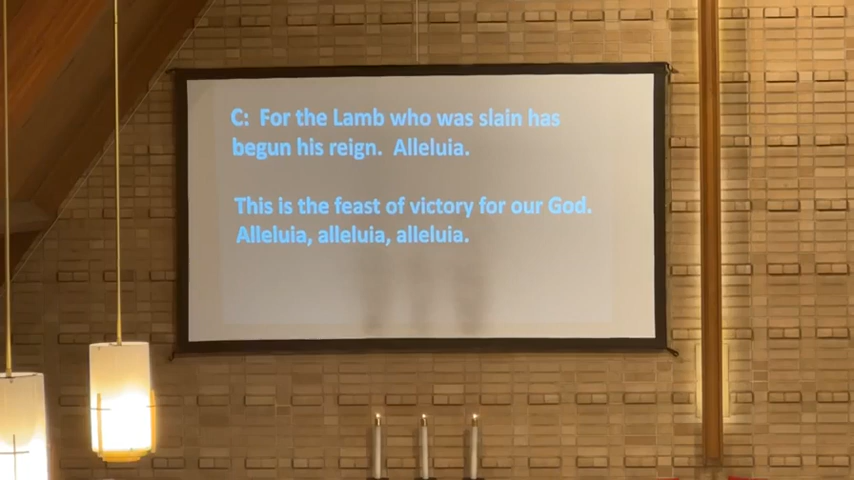 C: For the Lamb who was slain has
begun his reign. Alleluia.
This is the feast of victory for our God.
Alleluia, alleluia, alleluia.